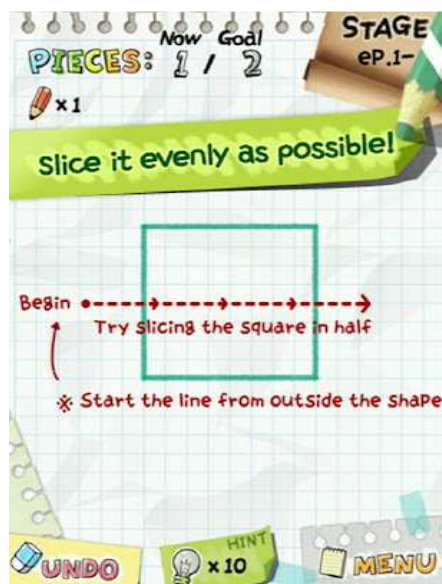 Now Goal
STAGE
PIECES: 1 / 2
eP.1-
x 1
Slice it evenly as possible!
Begin
Try slicing the square in half
※ Start the line from outside the shape
HINT
UNDO
x 10
MENU